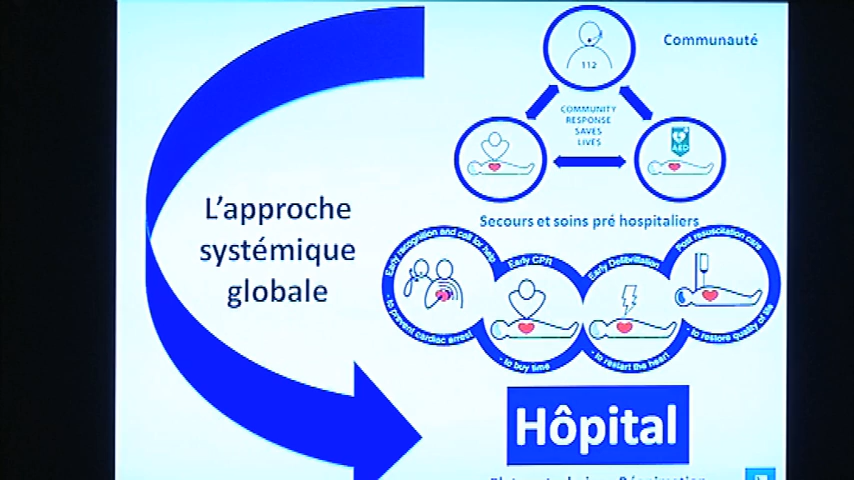 Communauté
112
COMMUNITY
RESPONSE
SAVES
LIVES
AED
L'approche
systémique
globale
Secours et soins pré hospitaliers
Early recognition and call for help
- to prevent cardiac arrest
Early CPR
- to buy time
Early Defibrillation
- to restart the heart
Post resuscitation care
- to restore quality of life
Hôpital